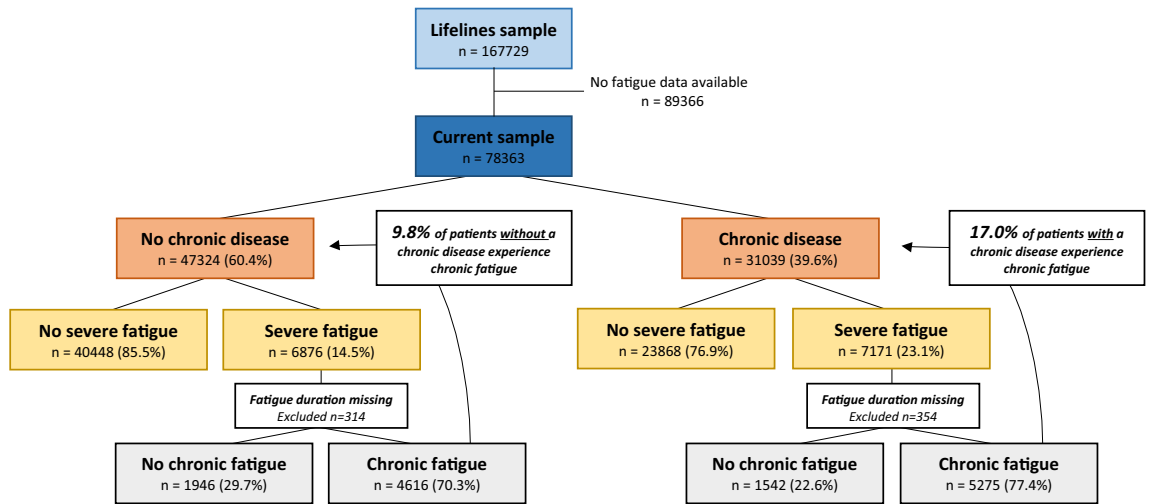 Lifelines sample
n = 167729
No fatigue data available
n = 89366
Current sample
n = 78363
No chronic disease
n = 47324 (60.4%)
9.8% of patients without a
chronic disease experience
chronic fatigue
Chronic disease
n = 31039 (39.6%)
17.0% of patients with a
chronic disease experience
chronic fatigue
No severe fatigue
n = 40448 (85.5%)
Severe fatigue
n = 6876 (14.5%)
No severe fatigue
n = 23868 (76.9%)
Severe fatigue
n = 7171 (23.1%)
Fatigue duration missing
Excluded n=314
Fatigue duration missing
Excluded n=354
No chronic fatigue
n = 1946 (29.7%)
Chronic fatigue
n = 4616 (70.3%)
No chronic fatigue
n = 1542 (22.6%)
Chronic fatigue
n = 5275 (77.4%)